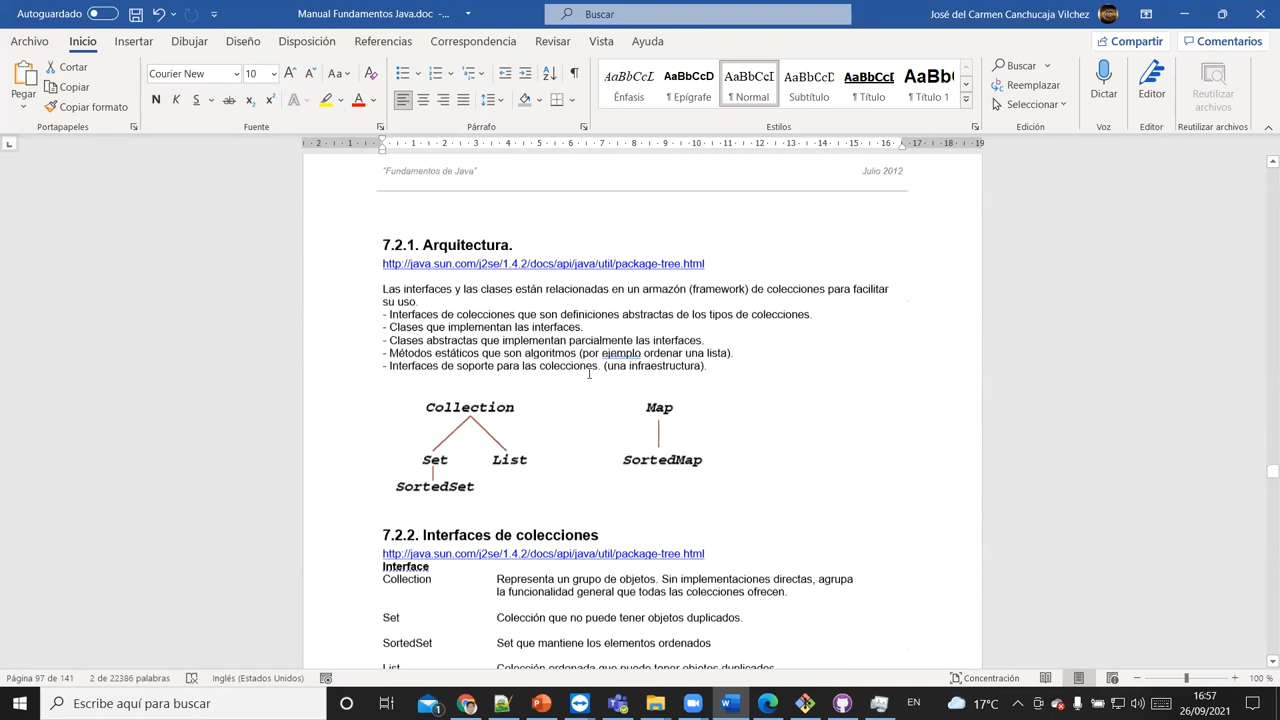 Autoguardado
Manual Fundamentos de Java
Buscar
José del Carmen Canchucaja Vilchez
Archivo Inicio Insertar Dibujar Diseño Disposición Referencias Correspondencia Revisar Vista Ayuda
Compartir Comentarios
Pegar
Cortar
Copiar
Copiar formato
Portapapeles
Courier New 10
Fuente
Párrafo
AaBbCcL AaBbCcD AaBbCcI AaBbCcD AaBbCcI AaBb(
Énfasis ¶ Epígrafe ¶ Normal Subtítulo ¶ Título ¶ Título 1
Estilos
Buscar
Reemplazar
Seleccionar
Edición
Dictar
Voz
Editor
Editor
Reutilizar archivos
Reutilizar archivos
"Fundamentos de Java" Julio 2012
7.2.1. Arquitectura.
http://java.sun.com/j2se/1.4.2/docs/api/java/util/package-tree.html
Las interfaces y las clases están relacionadas en un armazón (framework) de colecciones para facilitar
su uso.
- Interfaces de colecciones que son definiciones abstractas de los tipos de colecciones.
- Clases que implementan las interfaces.
- Clases abstractas que implementan parcialmente las interfaces.
- Métodos estáticos que son algoritmos (por ejemplo ordenar una lista).
- Interfaces de soporte para las colecciones. (una infraestructura).
Collection Map
Set List SortedMap
SortedSet
7.2.2. Interfaces de colecciones
http://java.sun.com/j2se/1.4.2/docs/api/java/util/package-tree.html
Interface
Collection Representa un grupo de objetos. Sin implementaciones directas, agrupa
la funcionalidad general que todas las colecciones ofrecen.
Set Colección que no puede tener objetos duplicados.
SortedSet Set que mantiene los elementos ordenados
List Colección ordenada que puede tener objetos duplicados
Página 97 de 141 2 de 22386 palabras Inglés (Estados Unidos) Concentración 100 %
Escribe aquí para buscar
17°C
EN
16:57
26/09/2021